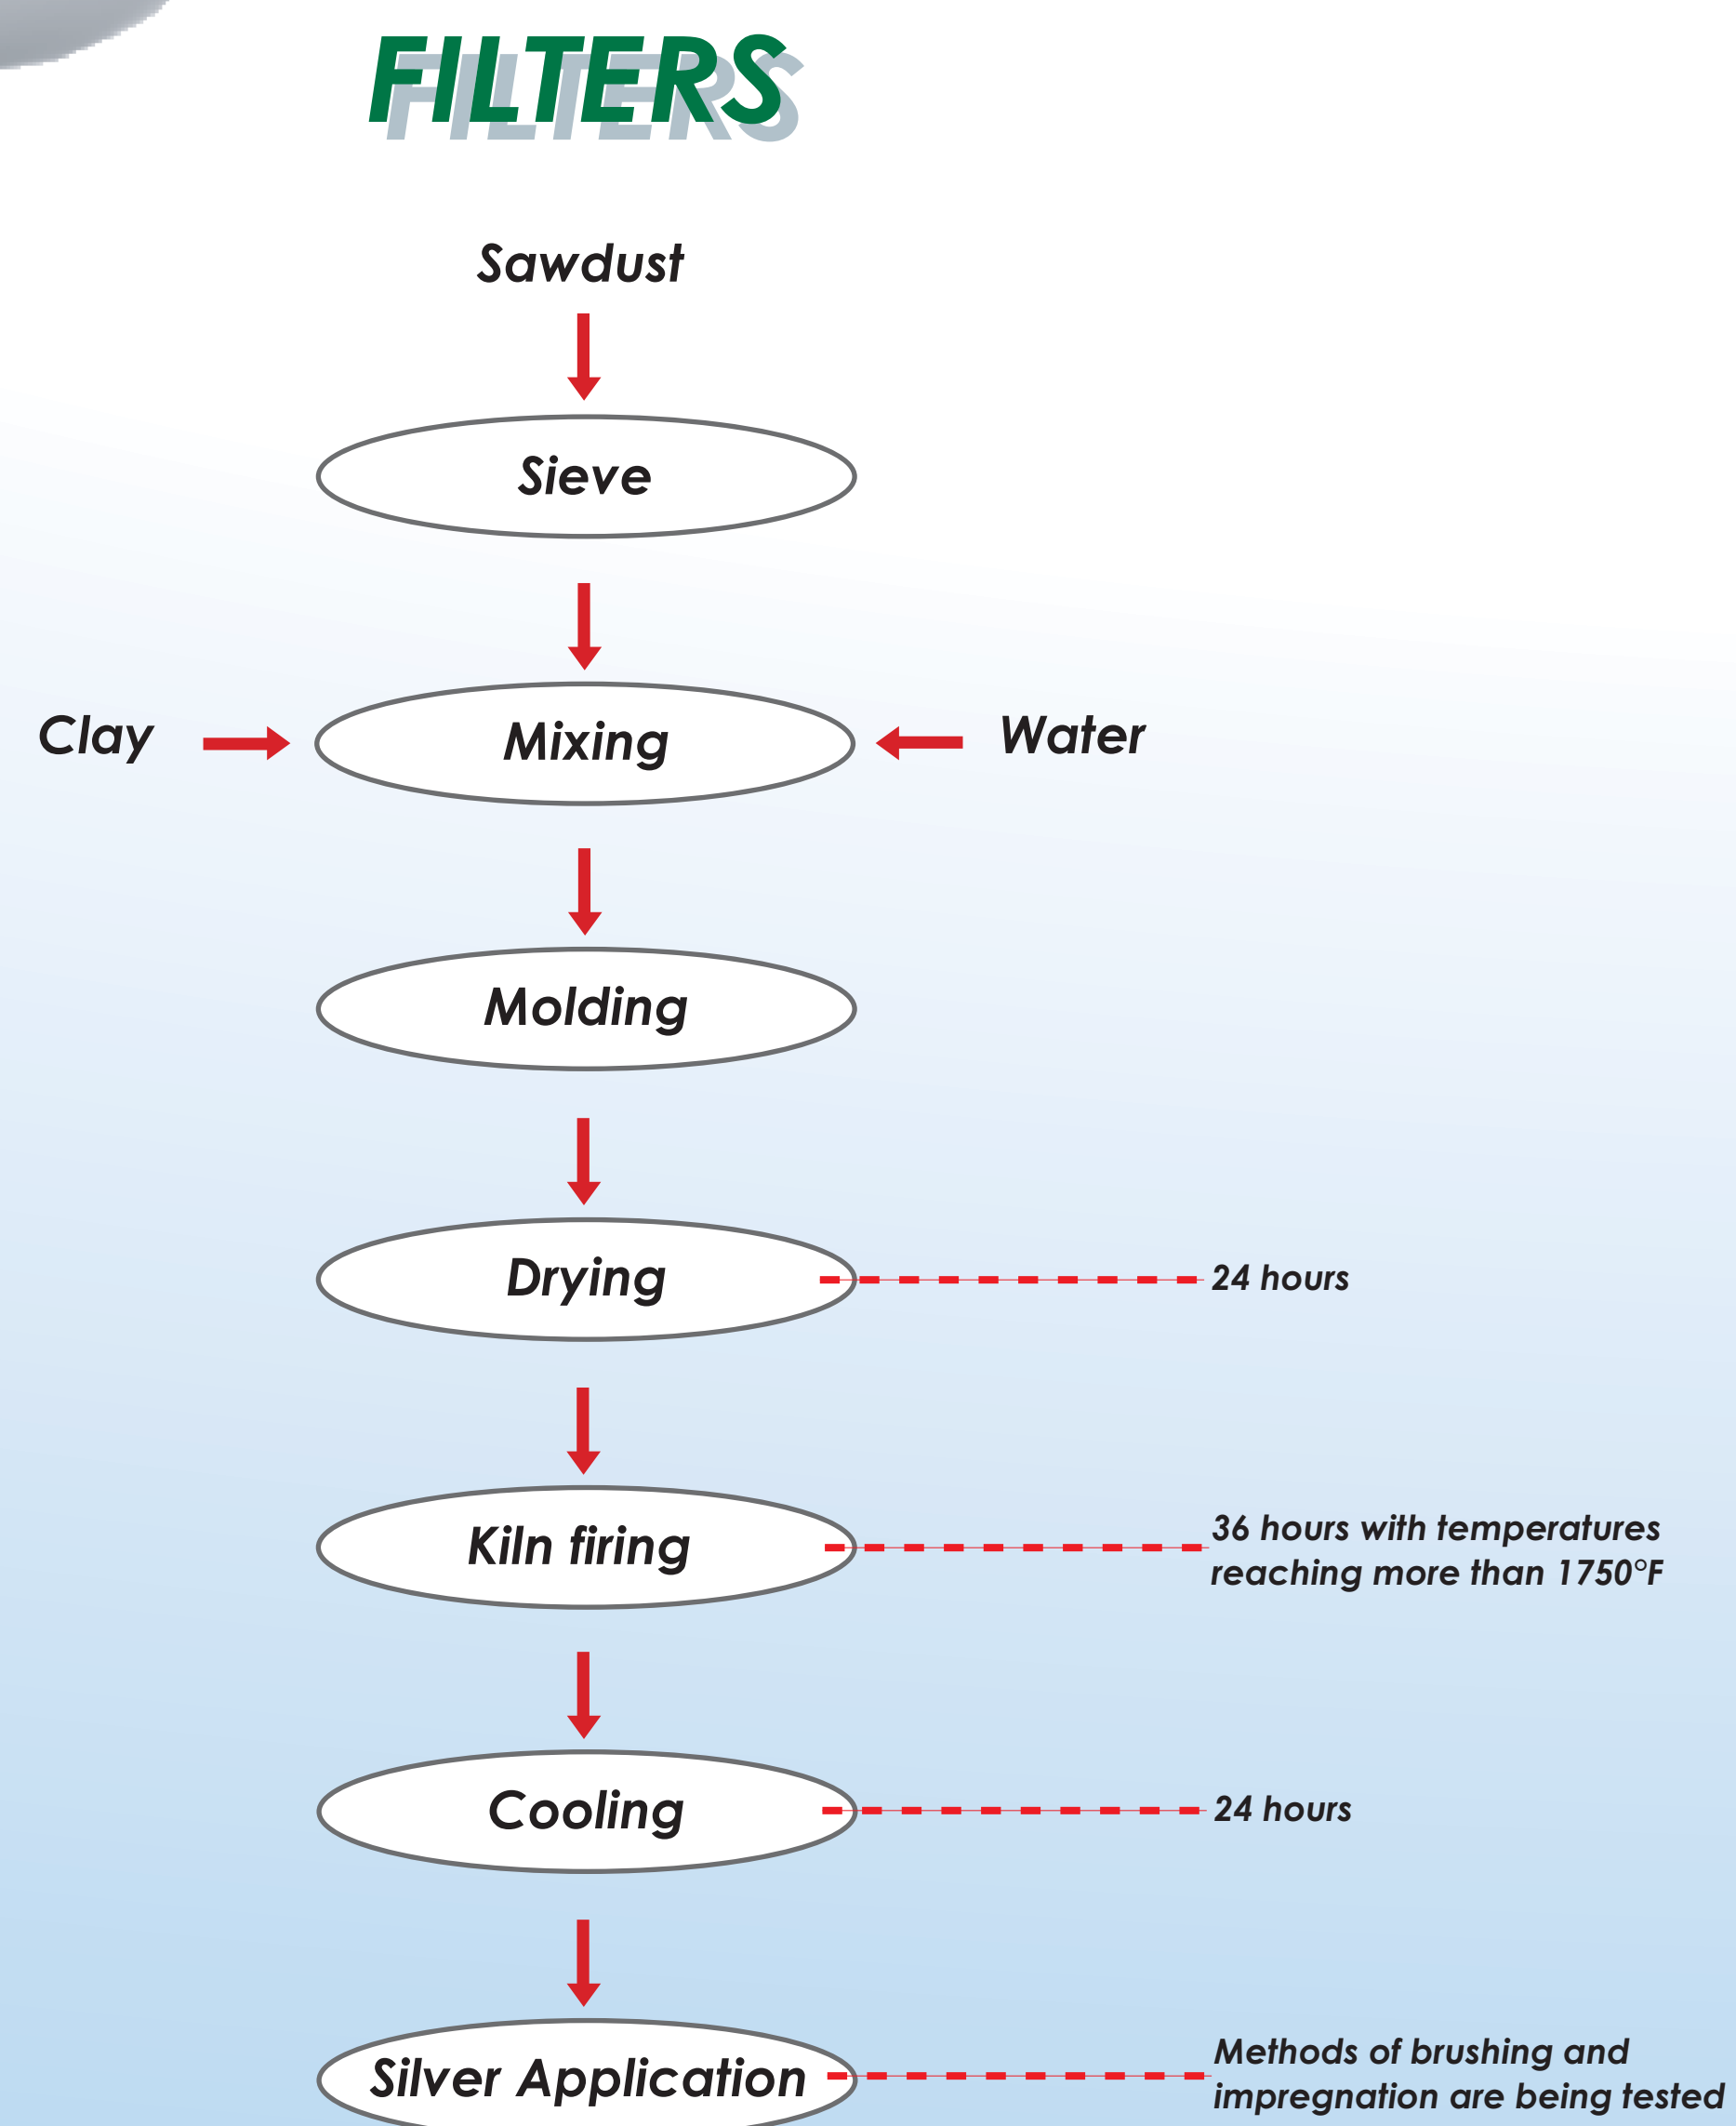 FILTERS
Sawdust
Sieve
Clay
Mixing
Water
Molding
Drying
24 hours
Kiln firing
36 hours with temperatures
reaching more than 1750°F
Cooling
24 hours
Silver Application
Methods of brushing and
impregnation are being tested